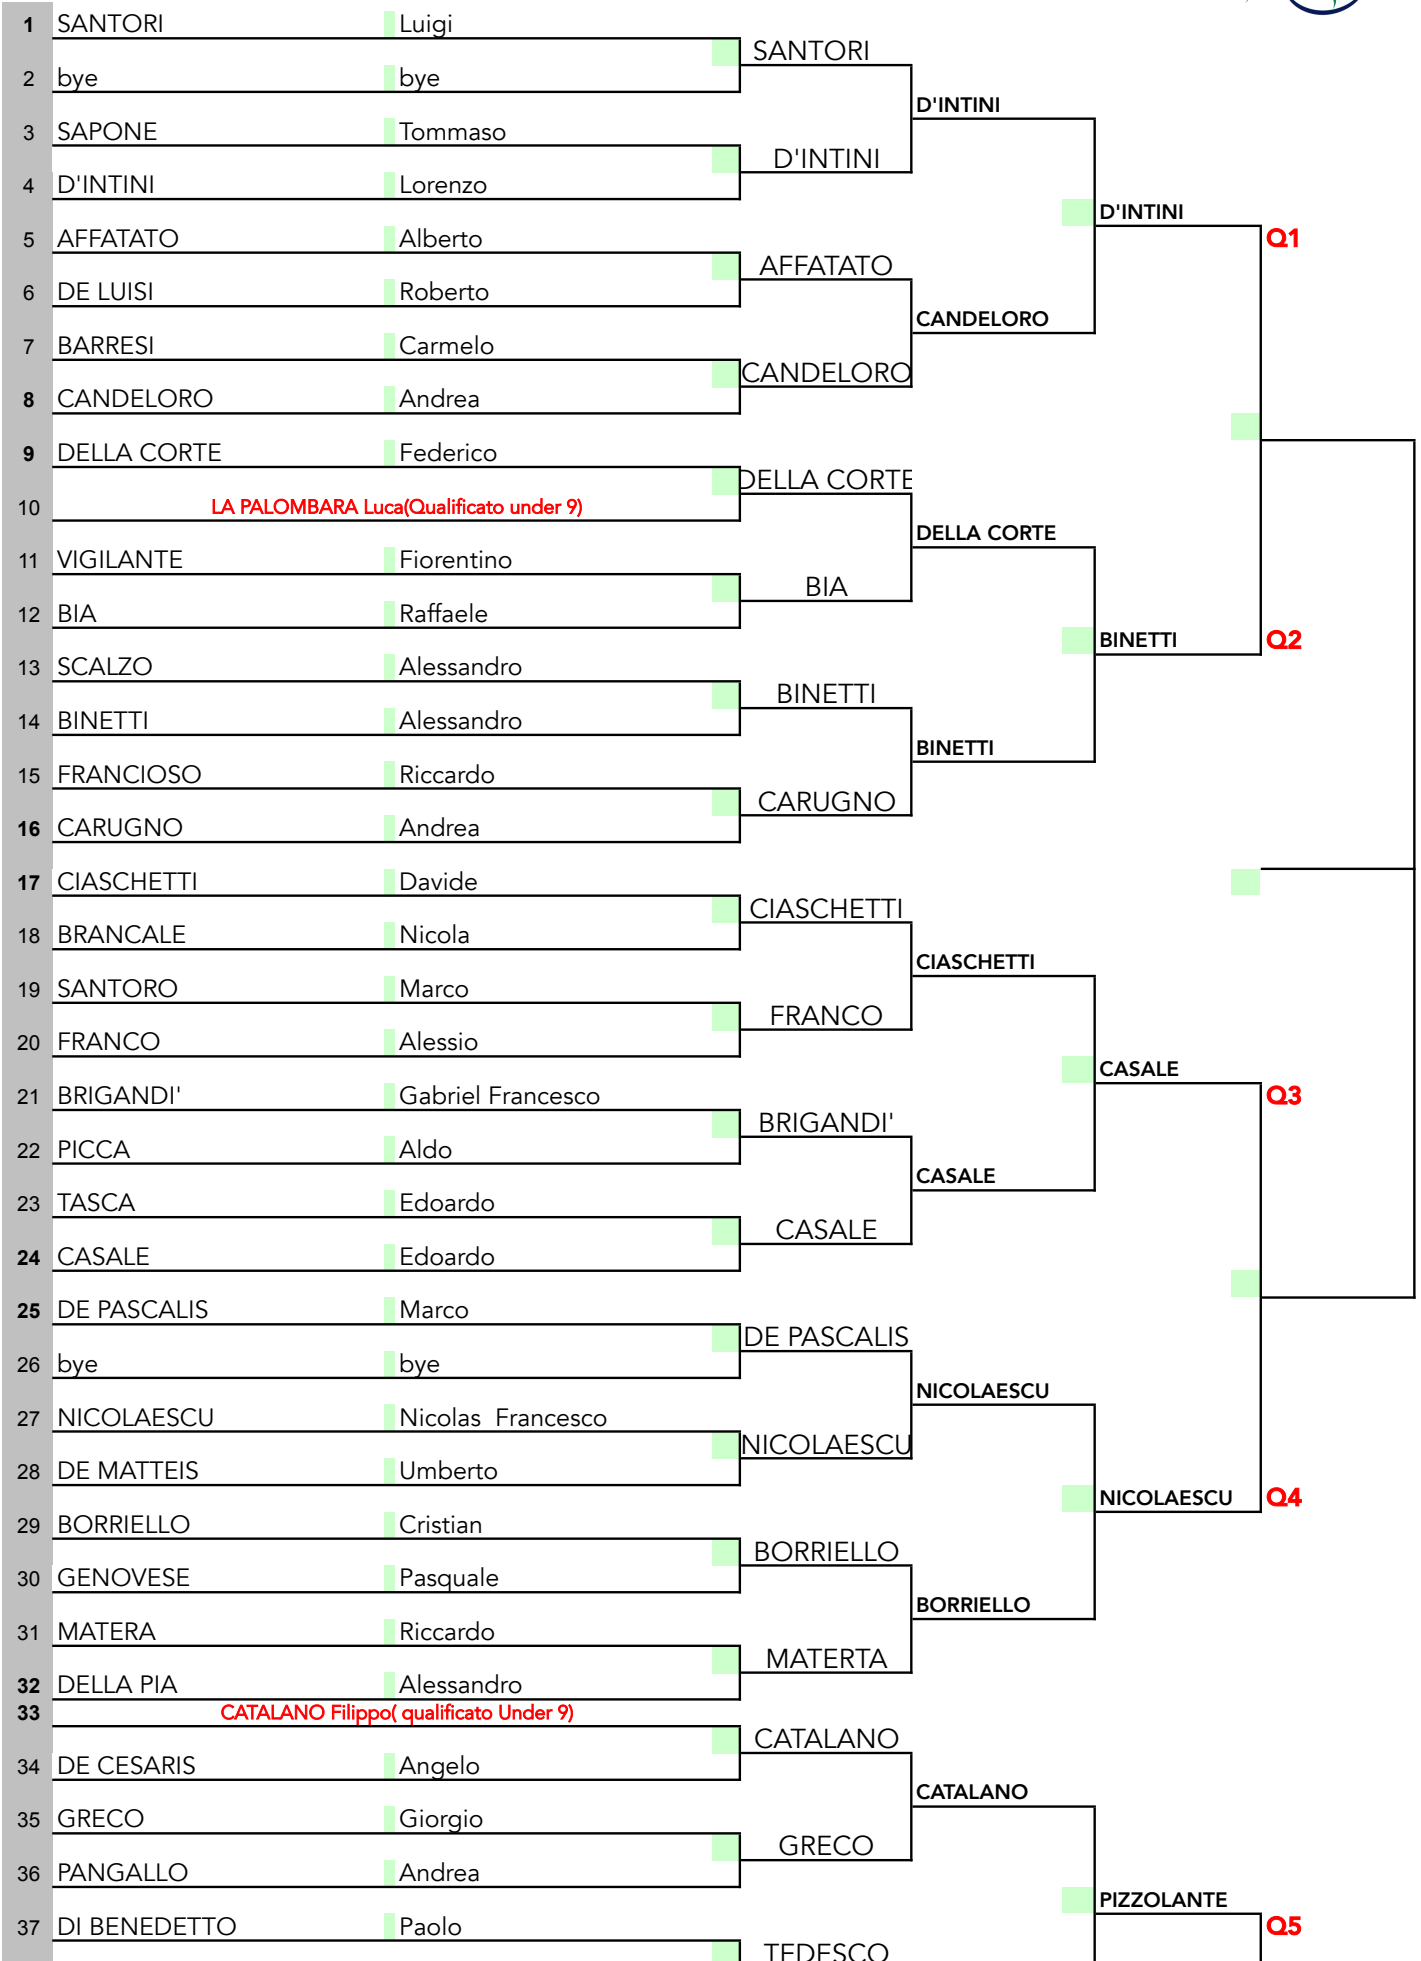 1 SANTORI Luigi
SANTORI
2 bye bye
D'INTINI
3 SAPONE Tommaso
D'INTINI
4 D'INTINI Lorenzo
D'INTINI
5 AFFATATO Alberto Q1
AFFATATO
6 DE LUISI Roberto
CANDELORO
7 BARRESI Carmelo
CANDELORO
8 CANDELORO Andrea
9 DELLA CORTE Federico
DELLA CORTE
10 LA PALOMBARA Luca(Qualificato under 9)
DELLA CORTE
11 VIGILANTE Fiorentino
BIA
12 BIA Raffaele
BINETTI Q2
13 SCALZO Alessandro
BINETTI
14 BINETTI Alessandro
BINETTI
15 FRANCIOSO Riccardo
CARUGNO
16 CARUGNO Andrea
17 CIASCHETTI Davide
CIASCHETTI
18 BRANCALE Nicola
CIASCHETTI
19 SANTORO Marco
FRANCO
20 FRANCO Alessio
CASALE
21 BRIGANDI' Gabriel Francesco Q3
BRIGANDI'
22 PICCA Aldo
CASALE
23 TASCA Edoardo
CASALE
24 CASALE Edoardo
25 DE PASCALIS Marco
DE PASCALIS
26 bye bye
NICOLAESCU
27 NICOLAESCU Nicolas Francesco
NICOLAESCU
28 DE MATTEIS Umberto
NICOLAESCU Q4
29 BORRIELLO Cristian
BORRIELLO
30 GENOVESE Pasquale
BORRIELLO
31 MATERA Riccardo
MATERTA
32 DELLA PIA Alessandro
33 CATALANO Filippo( qualificato Under 9)
CATALANO
34 DE CESARIS Angelo
CATALANO
35 GRECO Giorgio
GRECO
36 PANGALLO Andrea
PIZZOLANTE
37 DI BENEDETTO Paolo Q5
TEDESCO